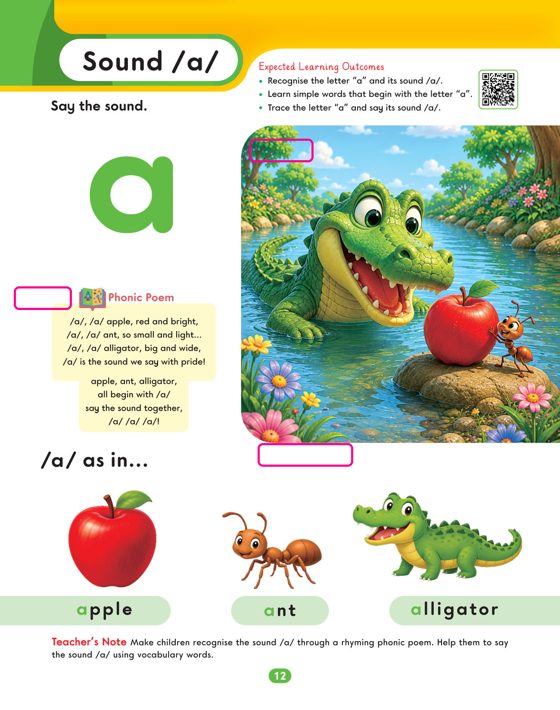 Sound /a/
Expected Learning Outcomes
• Recognise the letter "a" and its sound /a/.
• Learn simple words that begin with the letter "a".
• Trace the letter "a" and say its sound /a/.
Say the sound.
a
Phonic Poem
/a/, /a/ apple, red and bright,
/a/, /a/ ant, so small and light...
/a/, /a/ alligator, big and wide,
/a/ is the sound we say with pride!
apple, ant, alligator,
all begin with /a/
say the sound together,
/a/ /a/ /a/!
/a/ as in...
apple
ant
alligator
Teacher's Note Make children recognise the sound /a/ through a rhyming phonic poem. Help them to say
the sound /a/ using vocabulary words.
12